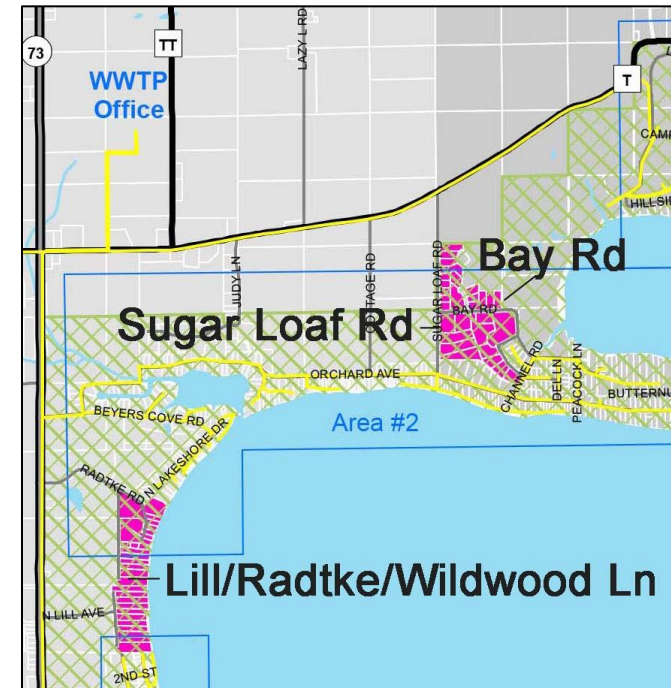 73
TT
LAZY L RD
WWTP
Office
T
CAMP
HILLSID
JUDY LN
COTTAGE RD
SUGAR LOAF RD
Bay Rd
Sugar Loaf Rd
BAY RD
ORCHARD AVE
CHANNEL RD
DEL LN
PEACOCK LN
BUTTERNU
BEYERS COVE RD
Area #2
N LAKESHORE DR
RADTKE RD
Lill/Radtke/Wildwood Ln
N LILL AVE
2ND ST